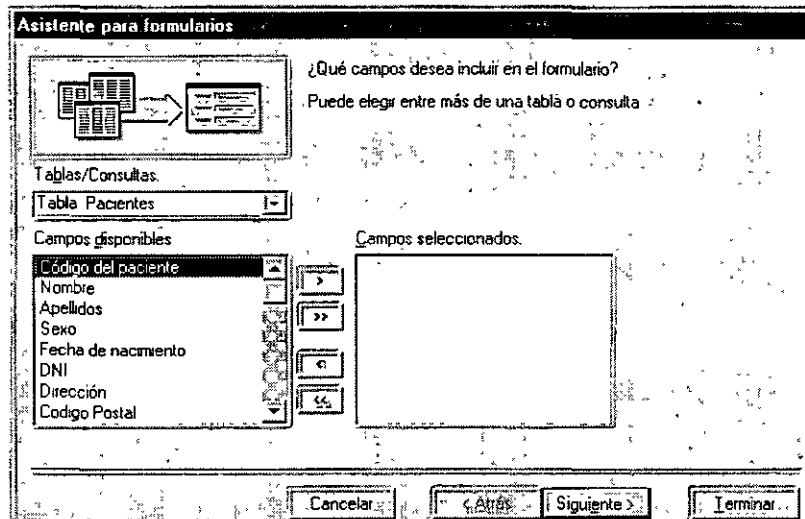 Asistente para formularios
¿Qué campos desea incluir en el formulario?
Puede elegir entre más de una tabla o consulta
Tablas/Consultas.
Tabla Pacientes
Campos disponibles
Campos seleccionados.
Código del paciente
Nombre
Apellidos
Sexo
Fecha de nacimiento
DNI
Dirección
Codigo Postal
>
>>
<
<<
Cancelar
< Atrás
Siguiente >
Terminar